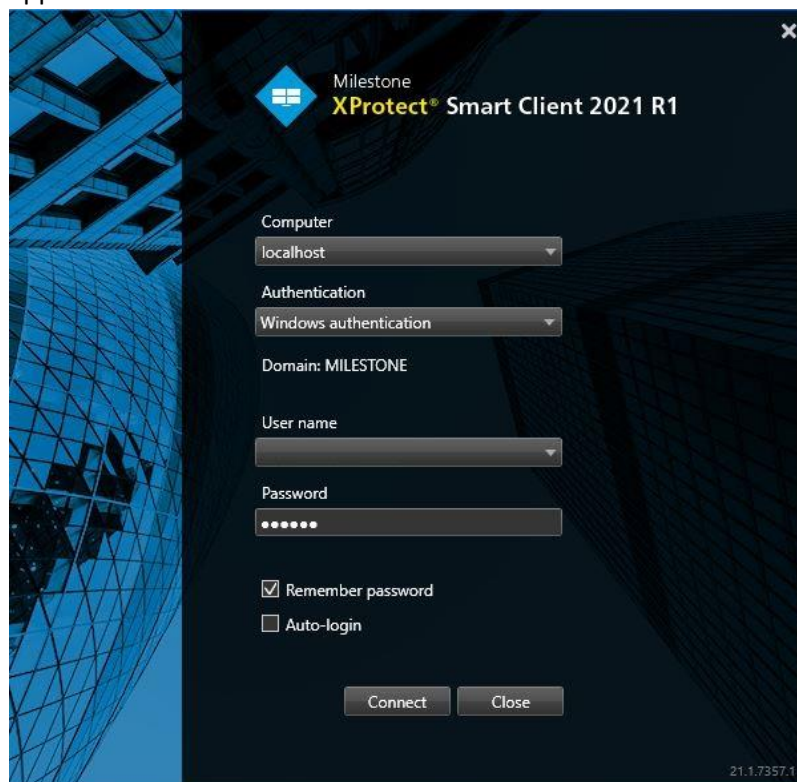 Milestone
XProtect® Smart Client 2021 R1
Computer
localhost
Authentication
Windows authentication
Domain: MILESTONE
User name
Password
••••••
Remember password
Auto-login
Connect Close
21.1.7357.1